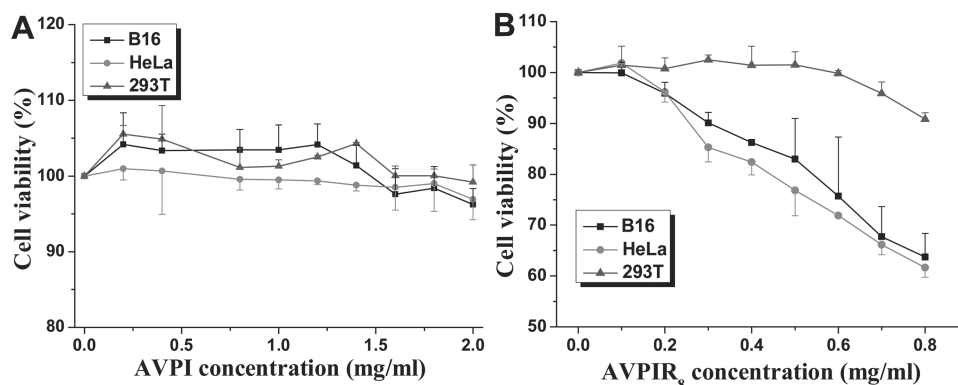 A
B16
HeLa
293T
Cell viability (%)
120
110
100
90
80
0.0 0.5 1.0 1.5 2.0
AVPI concentration (mg/ml)
B
B16
HeLa
293T
Cell viability (%)
110
100
90
80
70
60
50
0.0 0.2 0.4 0.6 0.8
AVPIR₈ concentration (mg/ml)